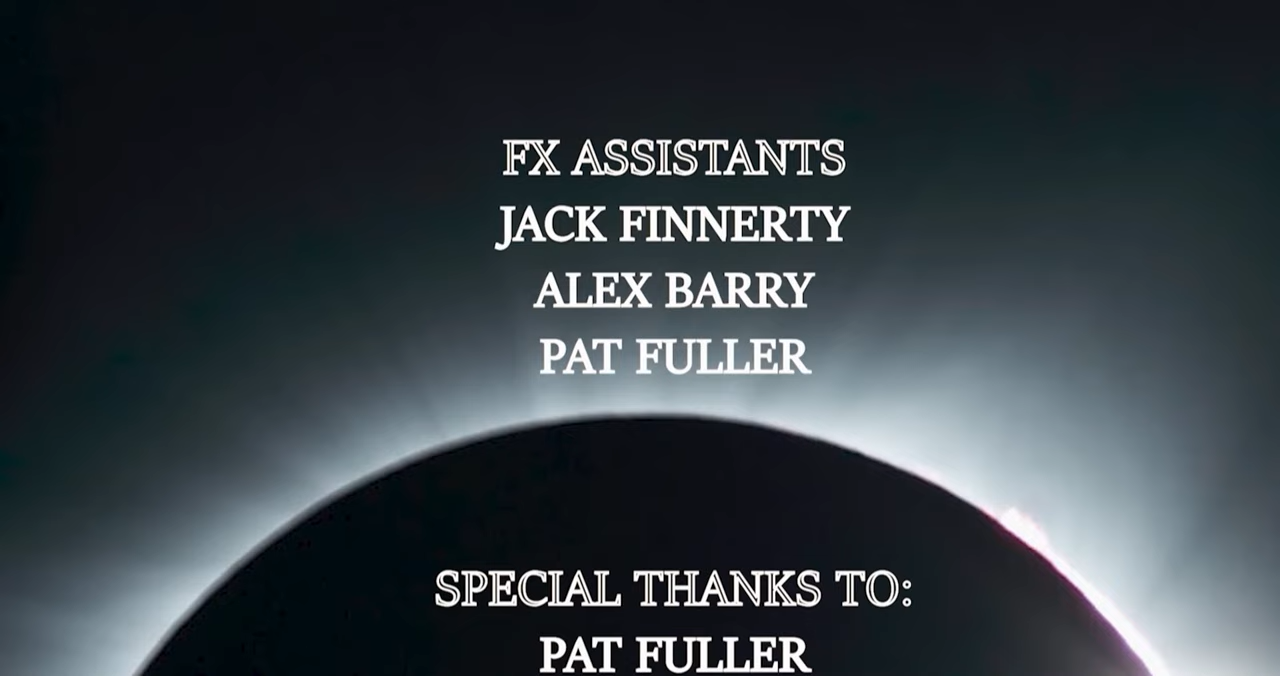 FX ASSISTANTS
JACK FINNERTY
ALEX BARRY
PAT FULLER
SPECIAL THANKS TO:
PAT FULLER